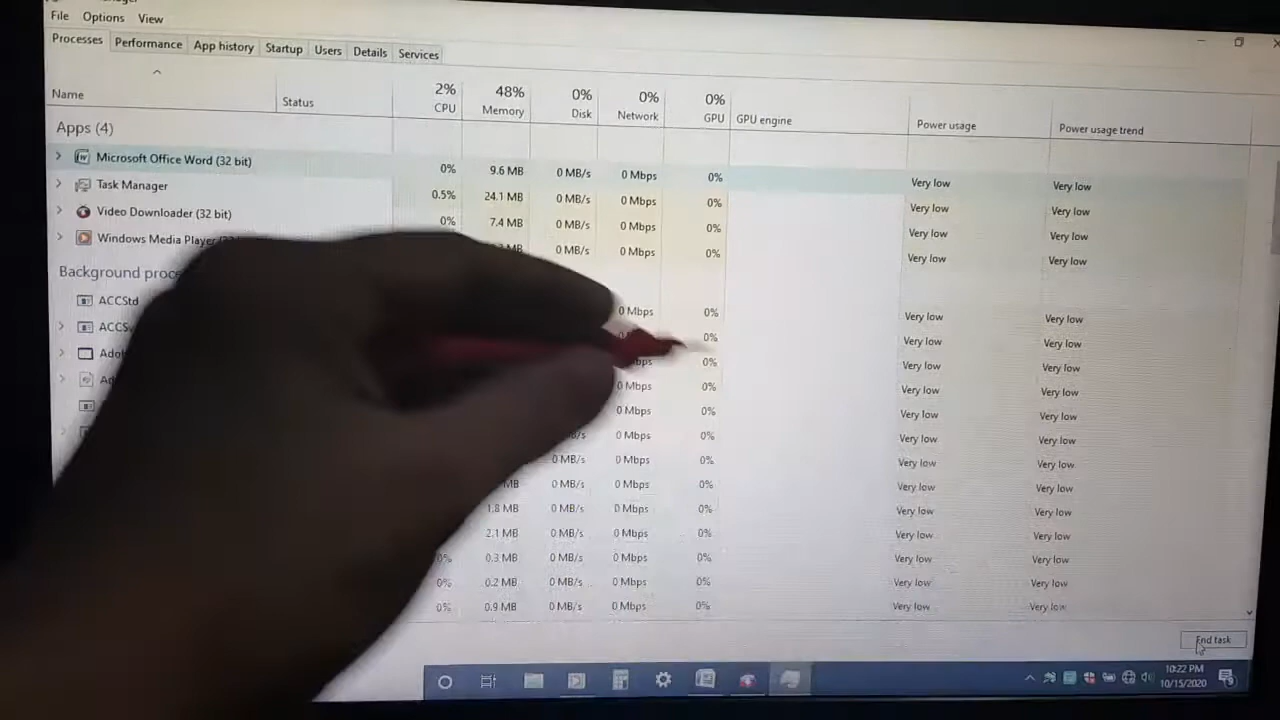 File Options View
Processes Performance App history Startup Users Details Services
2% 48% 0% 0% 0%
Name Status CPU Memory Disk Network GPU GPU engine Power usage Power usage trend
Apps (4)
Microsoft Office Word (32 bit) 0% 9.6 MB 0 MB/s 0 Mbps 0% Very low Very low
Task Manager 0.5% 24.1 MB 0 MB/s 0 Mbps 0% Very low Very low
Video Downloader (32 bit) 0% 7.4 MB 0 MB/s 0 Mbps 0% Very low Very low
Windows Media Player MB 0 MB/s 0 Mbps 0% Very low Very low
Background
ACCStd 0 Mbps 0% Very low Very low
0% Very low Very low
0% Very low Very low
0 Mbps 0% Very low Very low
0 Mbps 0% Very low Very low
0 Mbps 0% Very low Very low
0 MB/s 0 Mbps 0% Very low Very low
MB 0 MB/s 0 Mbps 0% Very low Very low
1.8 MB 0 MB/s 0 Mbps 0% Very low Very low
2.1 MB 0 MB/s 0 Mbps 0% Very low Very low
0% 0.3 MB 0 MB/s 0 Mbps 0% Very low Very low
0% 0.2 MB 0 MB/s 0 Mbps 0% Very low Very low
0% 0.9 MB 0 MB/s 0 Mbps 0% Very low Very low
End task
10:22 PM
10/15/2020